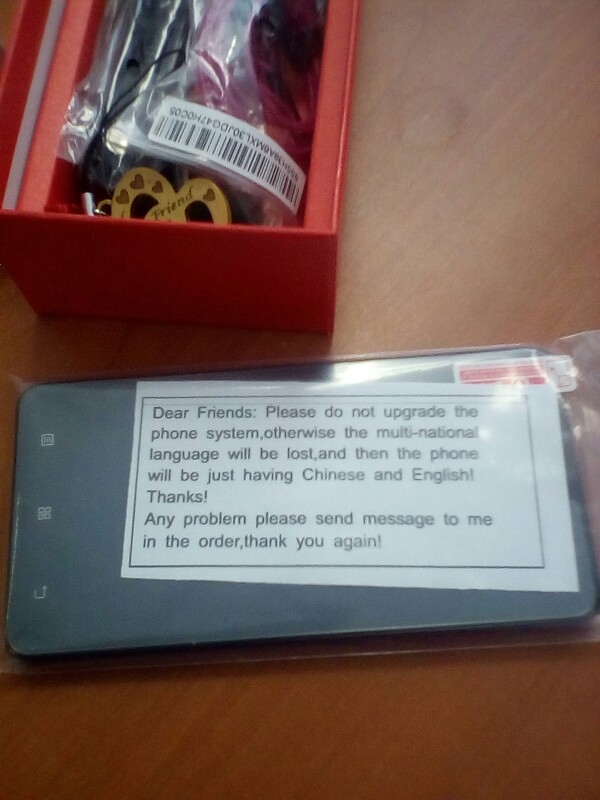 Friend
Dear Friends: Please do not upgrade the
phone system,otherwise the multi-national
language will be lost,and then the phone
will be just having Chinese and English!
Thanks!
Any problem please send message to me
in the order,thank you again!